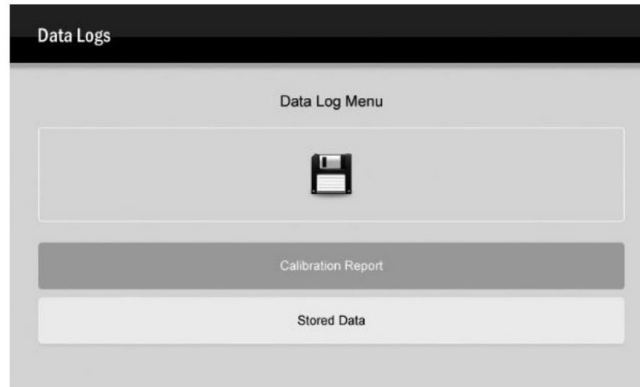 Data Logs
Data Log Menu
Calibration Report
Stored Data